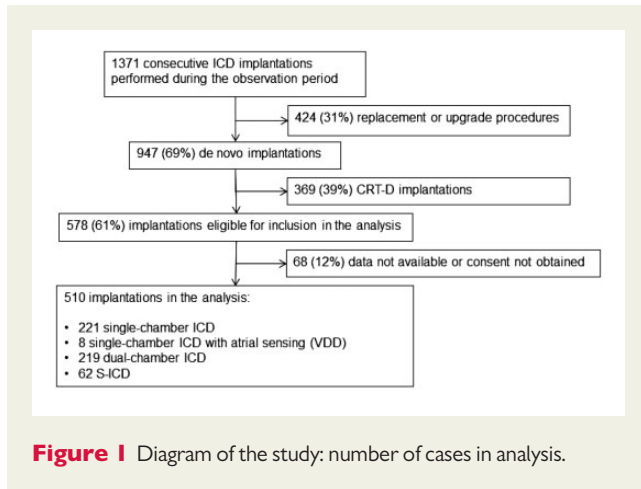 1371 consecutive ICD implantations
performed during the observation period
424 (31%) replacement or upgrade procedures
947 (69%) de novo implantations
369 (39%) CRT-D implantations
578 (61%) implantations eligible for inclusion in the analysis
68 (12%) data not available or consent not obtained
510 implantations in the analysis:
• 221 single-chamber ICD
• 8 single-chamber ICD with atrial sensing (VDD)
• 219 dual-chamber ICD
• 62 S-ICD
Figure 1 Diagram of the study: number of cases in analysis.